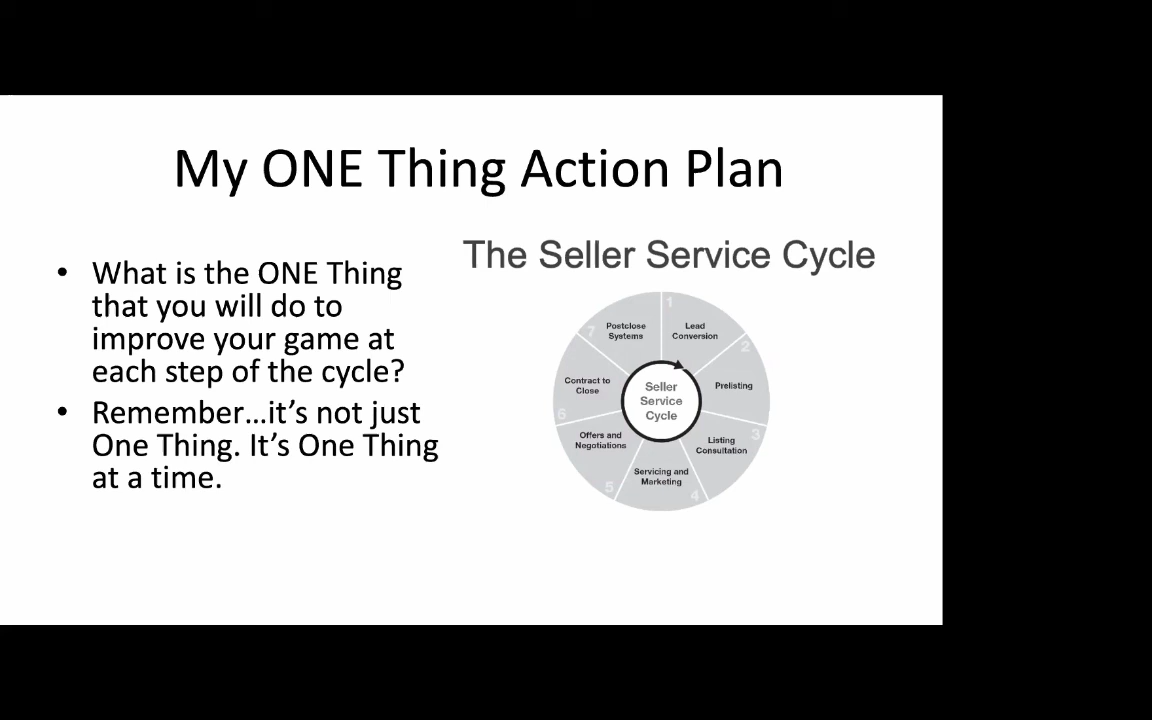 My ONE Thing Action Plan
• What is the ONE Thing
that you will do to
improve your game at
each step of the cycle?
• Remember…it’s not just
One Thing. It’s One Thing
at a time.
The Seller Service Cycle
1
Lead
Conversion
2
Prelisting
3
Listing
Consultation
4
Servicing and
Marketing
5
Offers and
Negotiations
6
Contract to
Close
7
Postclose
Systems
Seller
Service
Cycle